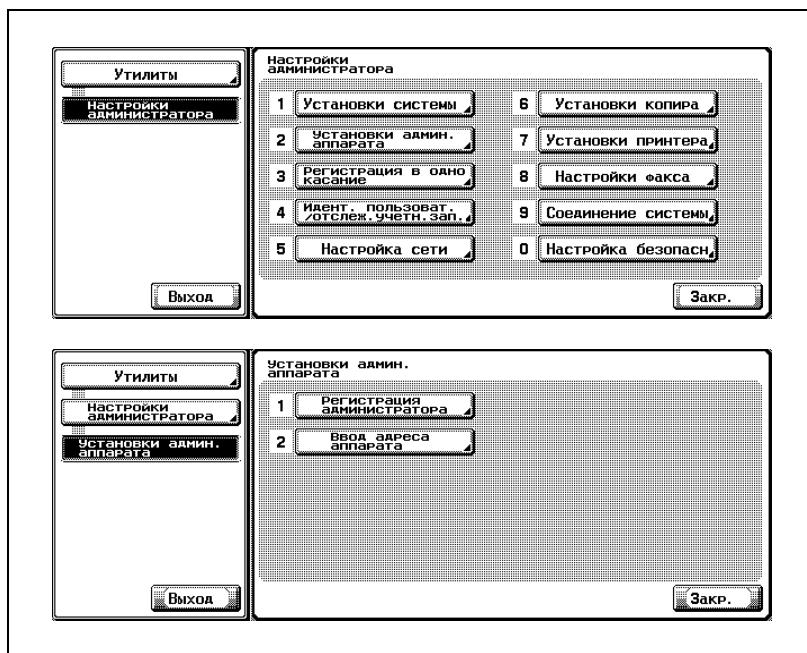 Утилиты
Настройки
администратора
Выход
Настройки
администратора
1 Установки системы
2 Установки админ.
аппарата
3 Регистрация в одно
касание
4 Идент. пользоват.
/отслеж.учетн.зап.
5 Настройка сети
6 Установки копира
7 Установки принтера
8 Настройки факса
9 Соединение системы
0 Настройка безопасн
Закр.
Утилиты
Настройки
администратора
Установки админ.
аппарата
Выход
Установки админ.
аппарата
1 Регистрация
администратора
2 Ввод адреса
аппарата
Закр.